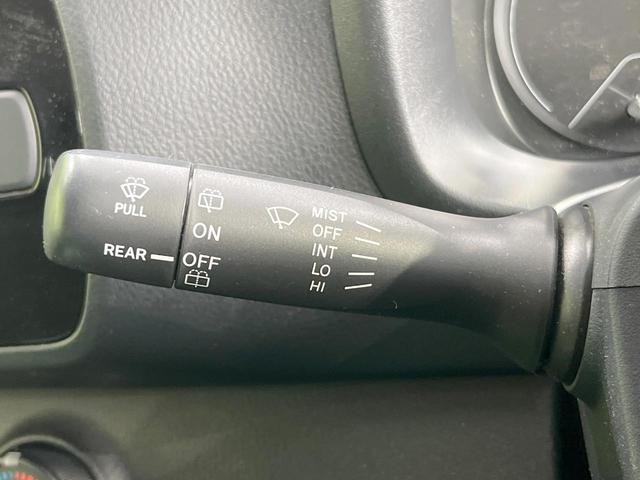 PULL
REAR
ON
OFF
MIST
OFF
INT
LO
HI